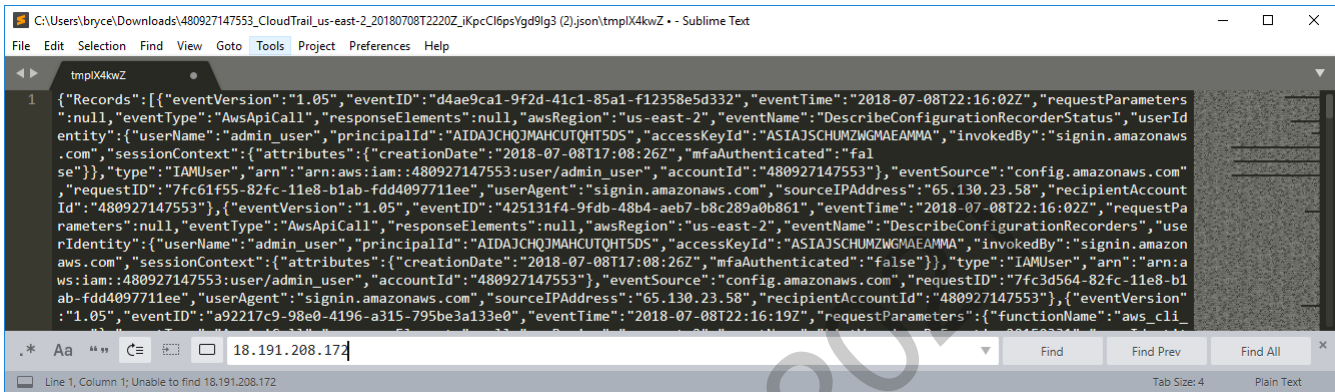 C:\Users\bryce\Downloads\480927147553_CloudTrail_us-east-2_20180708T2220Z_iKpcCl6psYgd9lg3 (2).json\tmplX4kwZ • - Sublime Text
File Edit Selection Find View Goto Tools Project Preferences Help
tmplX4kwZ
1 {"Records":[{"eventVersion":"1.05","eventID":"d4ae9ca1-9f2d-41c1-85a1-f12358e5d332","eventTime":"2018-07-08T22:16:02Z","requestParameters
":null,"eventType":"AwsApiCall","responseElements":null,"awsRegion":"us-east-2","eventName":"DescribeConfigurationRecorderStatus","userId
entity":{"userName":"admin_user","principalId":"AIDAJCHQJMAHCUTQHT5DS","accessKeyId":"ASIAJSCHUMZWGMAEAMMA","invokedBy":"signin.amazonaws
.com","sessionContext":{"attributes":{"creationDate":"2018-07-08T17:08:26Z","mfaAuthenticated":"fal
se"}},"type":"IAMUser","arn":"arn:aws:iam::480927147553:user/admin_user","accountId":"480927147553"},"eventSource":"config.amazonaws.com"
,"requestID":"7fc61f55-82fc-11e8-b1ab-fdd4097711ee","userAgent":"signin.amazonaws.com","sourceIPAddress":"65.130.23.58","recipientAccount
Id":"480927147553"},{"eventVersion":"1.05","eventID":"425131f4-9fdb-48b4-aeb7-b8c289a0b861","eventTime":"2018-07-08T22:16:02Z","requestPa
rameters":null,"eventType":"AwsApiCall","responseElements":null,"awsRegion":"us-east-2","eventName":"DescribeConfigurationRecorders","use
rIdentity":{"userName":"admin_user","principalId":"AIDAJCHQJMAHCUTQHT5DS","accessKeyId":"ASIAJSCHUMZWGMAEAMMA","invokedBy":"signin.amazon
aws.com","sessionContext":{"attributes":{"creationDate":"2018-07-08T17:08:26Z","mfaAuthenticated":"false"}},"type":"IAMUser","arn":"arn:a
ws:iam::480927147553:user/admin_user","accountId":"480927147553"},"eventSource":"config.amazonaws.com","requestID":"7fc3d564-82fc-11e8-b1
ab-fdd4097711ee","userAgent":"signin.amazonaws.com","sourceIPAddress":"65.130.23.58","recipientAccountId":"480927147553"},{"eventVersion"
:"1.05","eventID":"a92217c9-98e0-4196-a315-795be3a133e0","eventTime":"2018-07-08T22:16:19Z","requestParameters":{"functionName":"aws_cli_
.* Aa “” 18.191.208.172 Find Find Prev Find All
Line 1, Column 1; Unable to find 18.191.208.172 Tab Size: 4 Plain Text